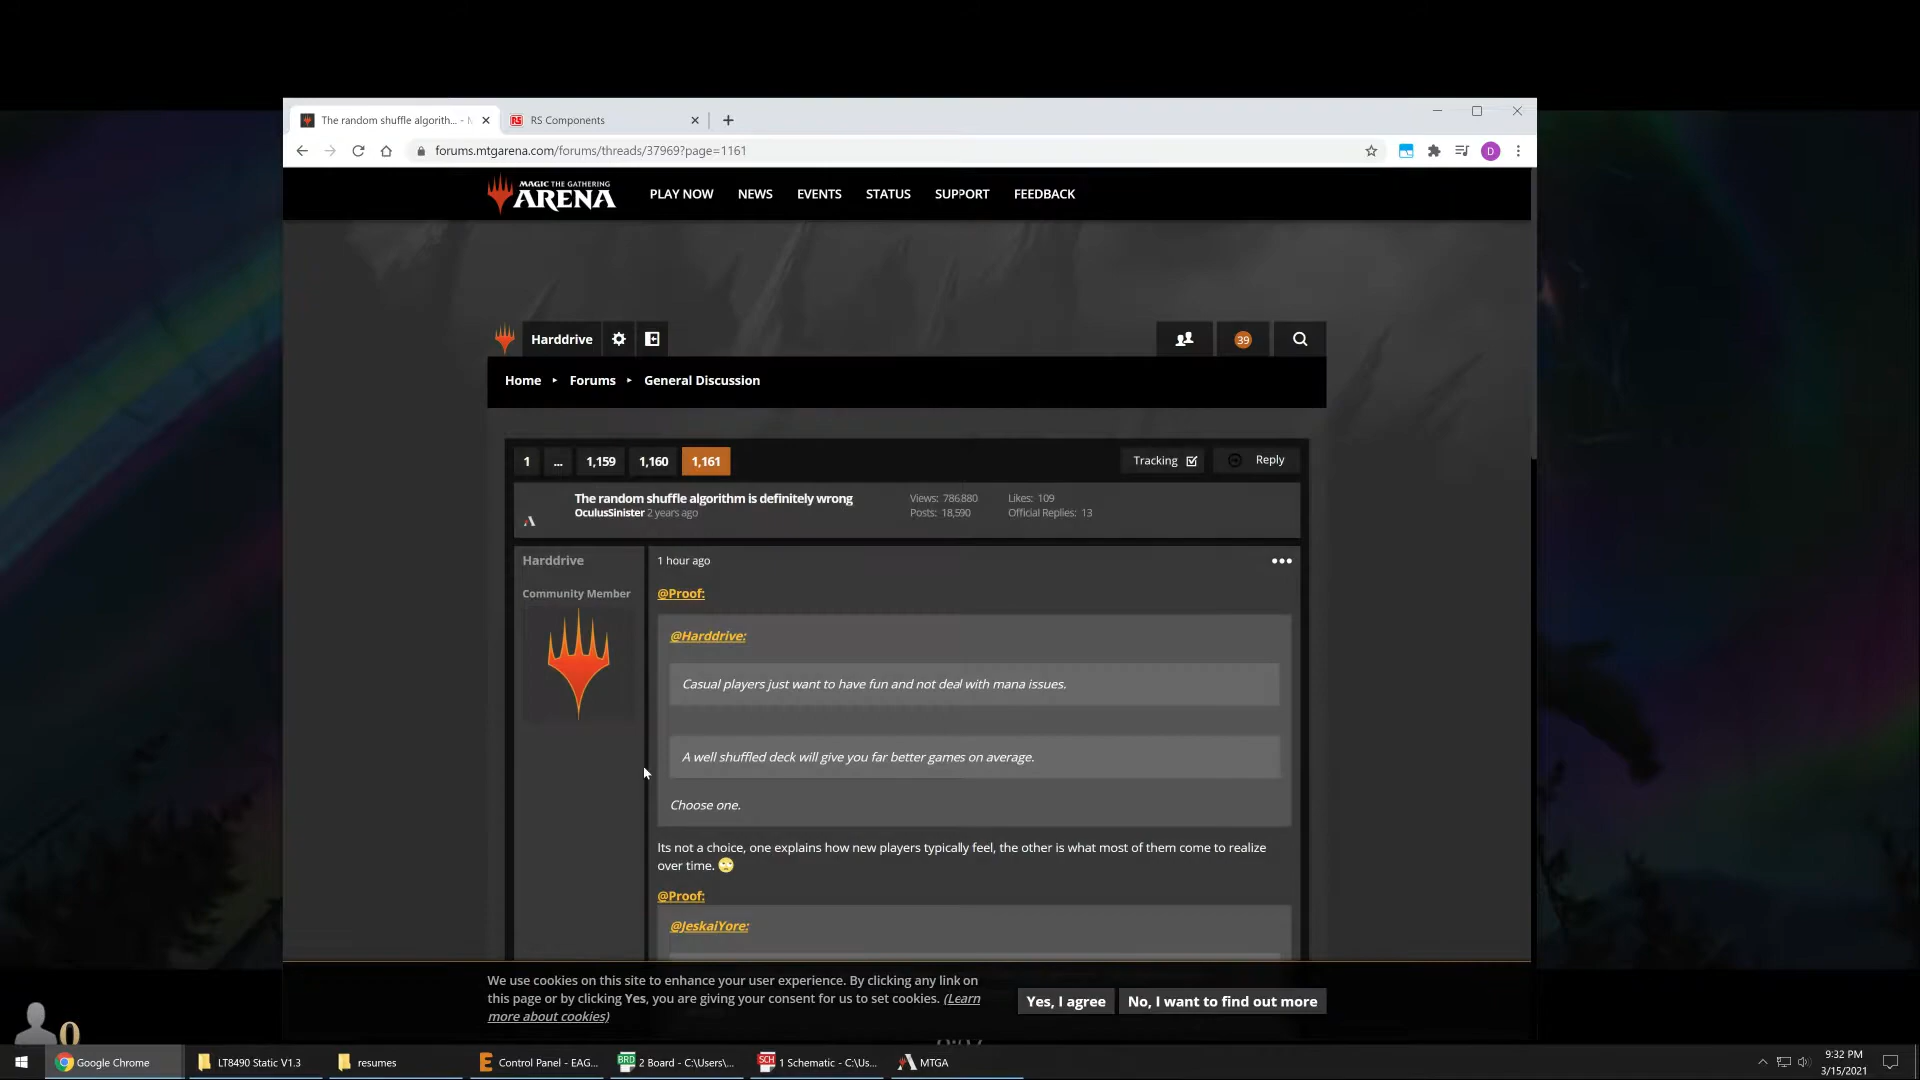 The random shuffle algorith... - M
RS Components
forums.mtgarena.com/forums/threads/37969?page=1161
D
MAGIC THE GATHERING
ARENA
PLAY NOW
NEWS
EVENTS
STATUS
SUPPORT
FEEDBACK
Harddrive
39
Home
Forums
General Discussion
1
...
1,159
1,160
1,161
Tracking
Reply
The random shuffle algorithm is definitely wrong
OculusSinister 2 years ago
Views: 786,880
Posts: 18,590
Likes: 109
Official Replies: 13
Harddrive
Community Member
1 hour ago
@Proof:
@Harddrive:
Casual players just want to have fun and not deal with mana issues.
A well shuffled deck will give you far better games on average.
Choose one.
Its not a choice, one explains how new players typically feel, the other is what most of them come to realize
over time.
@Proof:
@JeskaiYore:
We use cookies on this site to enhance your user experience. By clicking any link on
this page or by clicking Yes, you are giving your consent for us to set cookies. (Learn
more about cookies)
Yes, I agree
No, I want to find out more
0
Google Chrome
LT8490 Static V1.3
resumes
Control Panel - EAG...
BRD
2 Board - C:\Users\...
SCH
1 Schematic - C:\Us...
MTGA
9:32 PM
3/15/2021